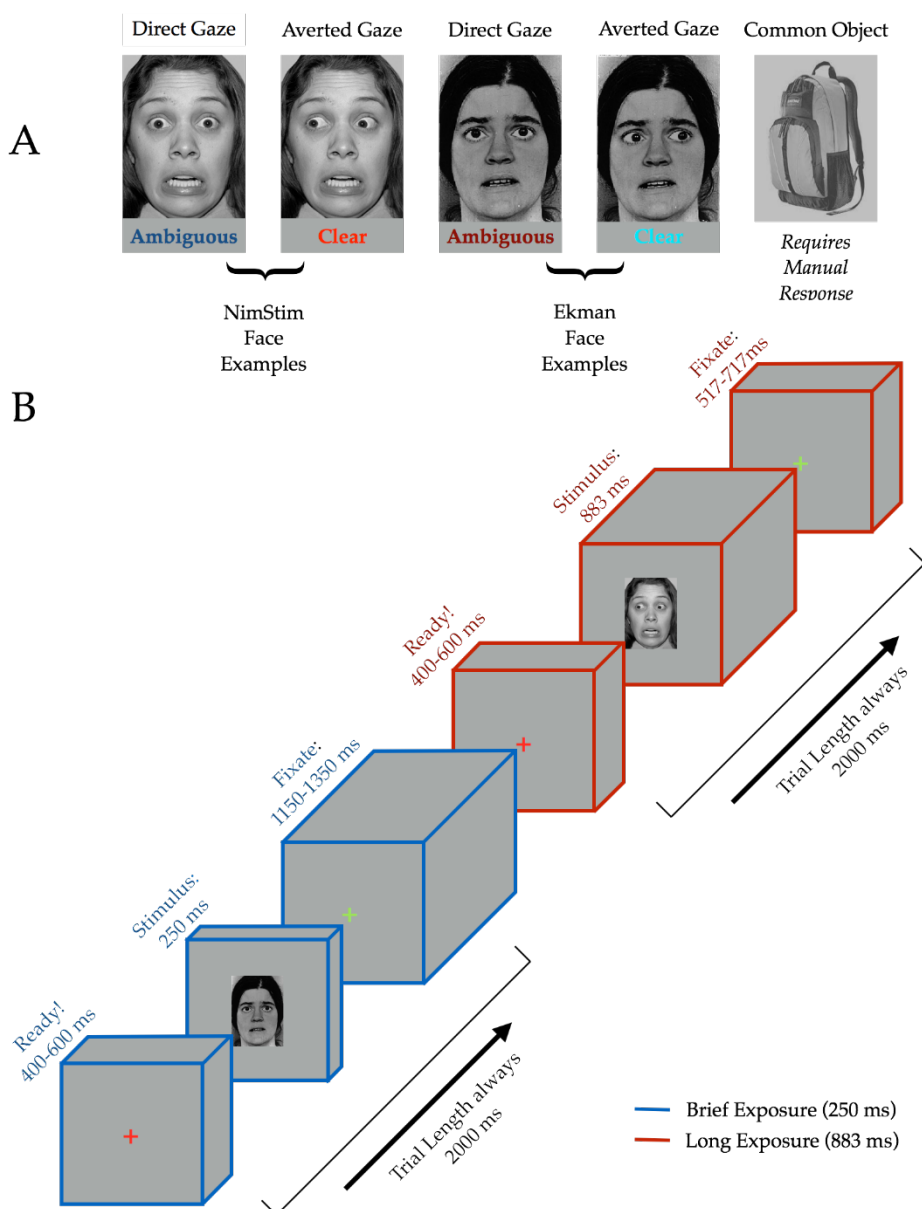 Direct Gaze
Averted Gaze
Direct Gaze
Averted Gaze
Common Object
A
Ambiguous
Clear
Ambiguous
Clear
Requires
Manual
Response
NimStim
Face
Examples
Ekman
Face
Examples
B
Fixate:
517-717ms
Stimulus:
883 ms
Ready!
400-600 ms
Trial Length always
2000 ms
Fixate:
1150-1350 ms
Stimulus:
250 ms
Ready!
400-600 ms
Trial Length always
2000 ms
Brief Exposure (250 ms)
Long Exposure (883 ms)